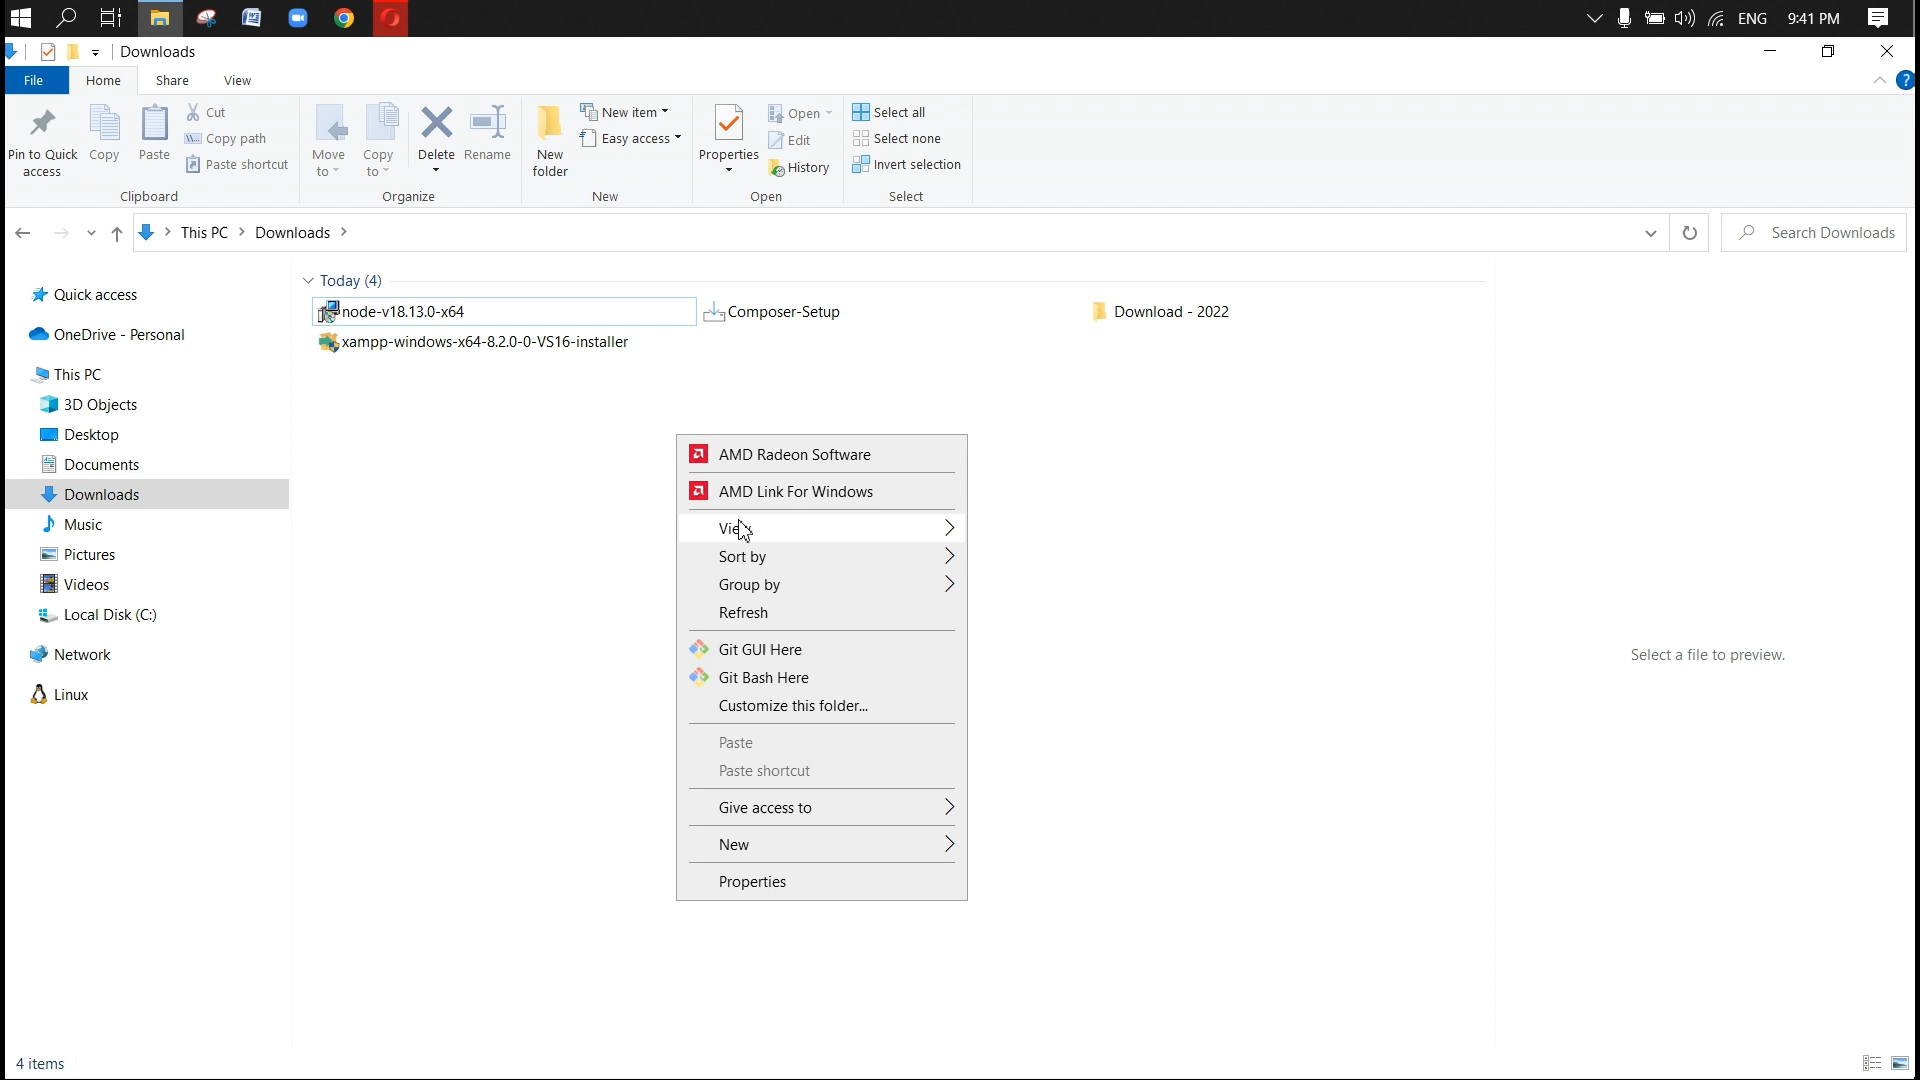 ENG 9:41 PM
Downloads
File Home Share View
Pin to Quick access
Copy
Paste
Cut
Copy path
Paste shortcut
Clipboard
Move to
Copy to
Delete
Rename
Organize
New folder
New item
Easy access
New
Properties
Open
Edit
History
Open
Select all
Select none
Invert selection
Select
This PC Downloads
Search Downloads
Quick access
OneDrive - Personal
This PC
3D Objects
Desktop
Documents
Downloads
Music
Pictures
Videos
Local Disk (C:)
Network
Linux
Today (4)
node-v18.13.0-x64 Composer-Setup Download - 2022
xampp-windows-x64-8.2.0-0-VS16-installer
AMD Radeon Software
AMD Link For Windows
View
Sort by
Group by
Refresh
Git GUI Here
Git Bash Here
Customize this folder...
Paste
Paste shortcut
Give access to
New
Properties
Select a file to preview.
4 items